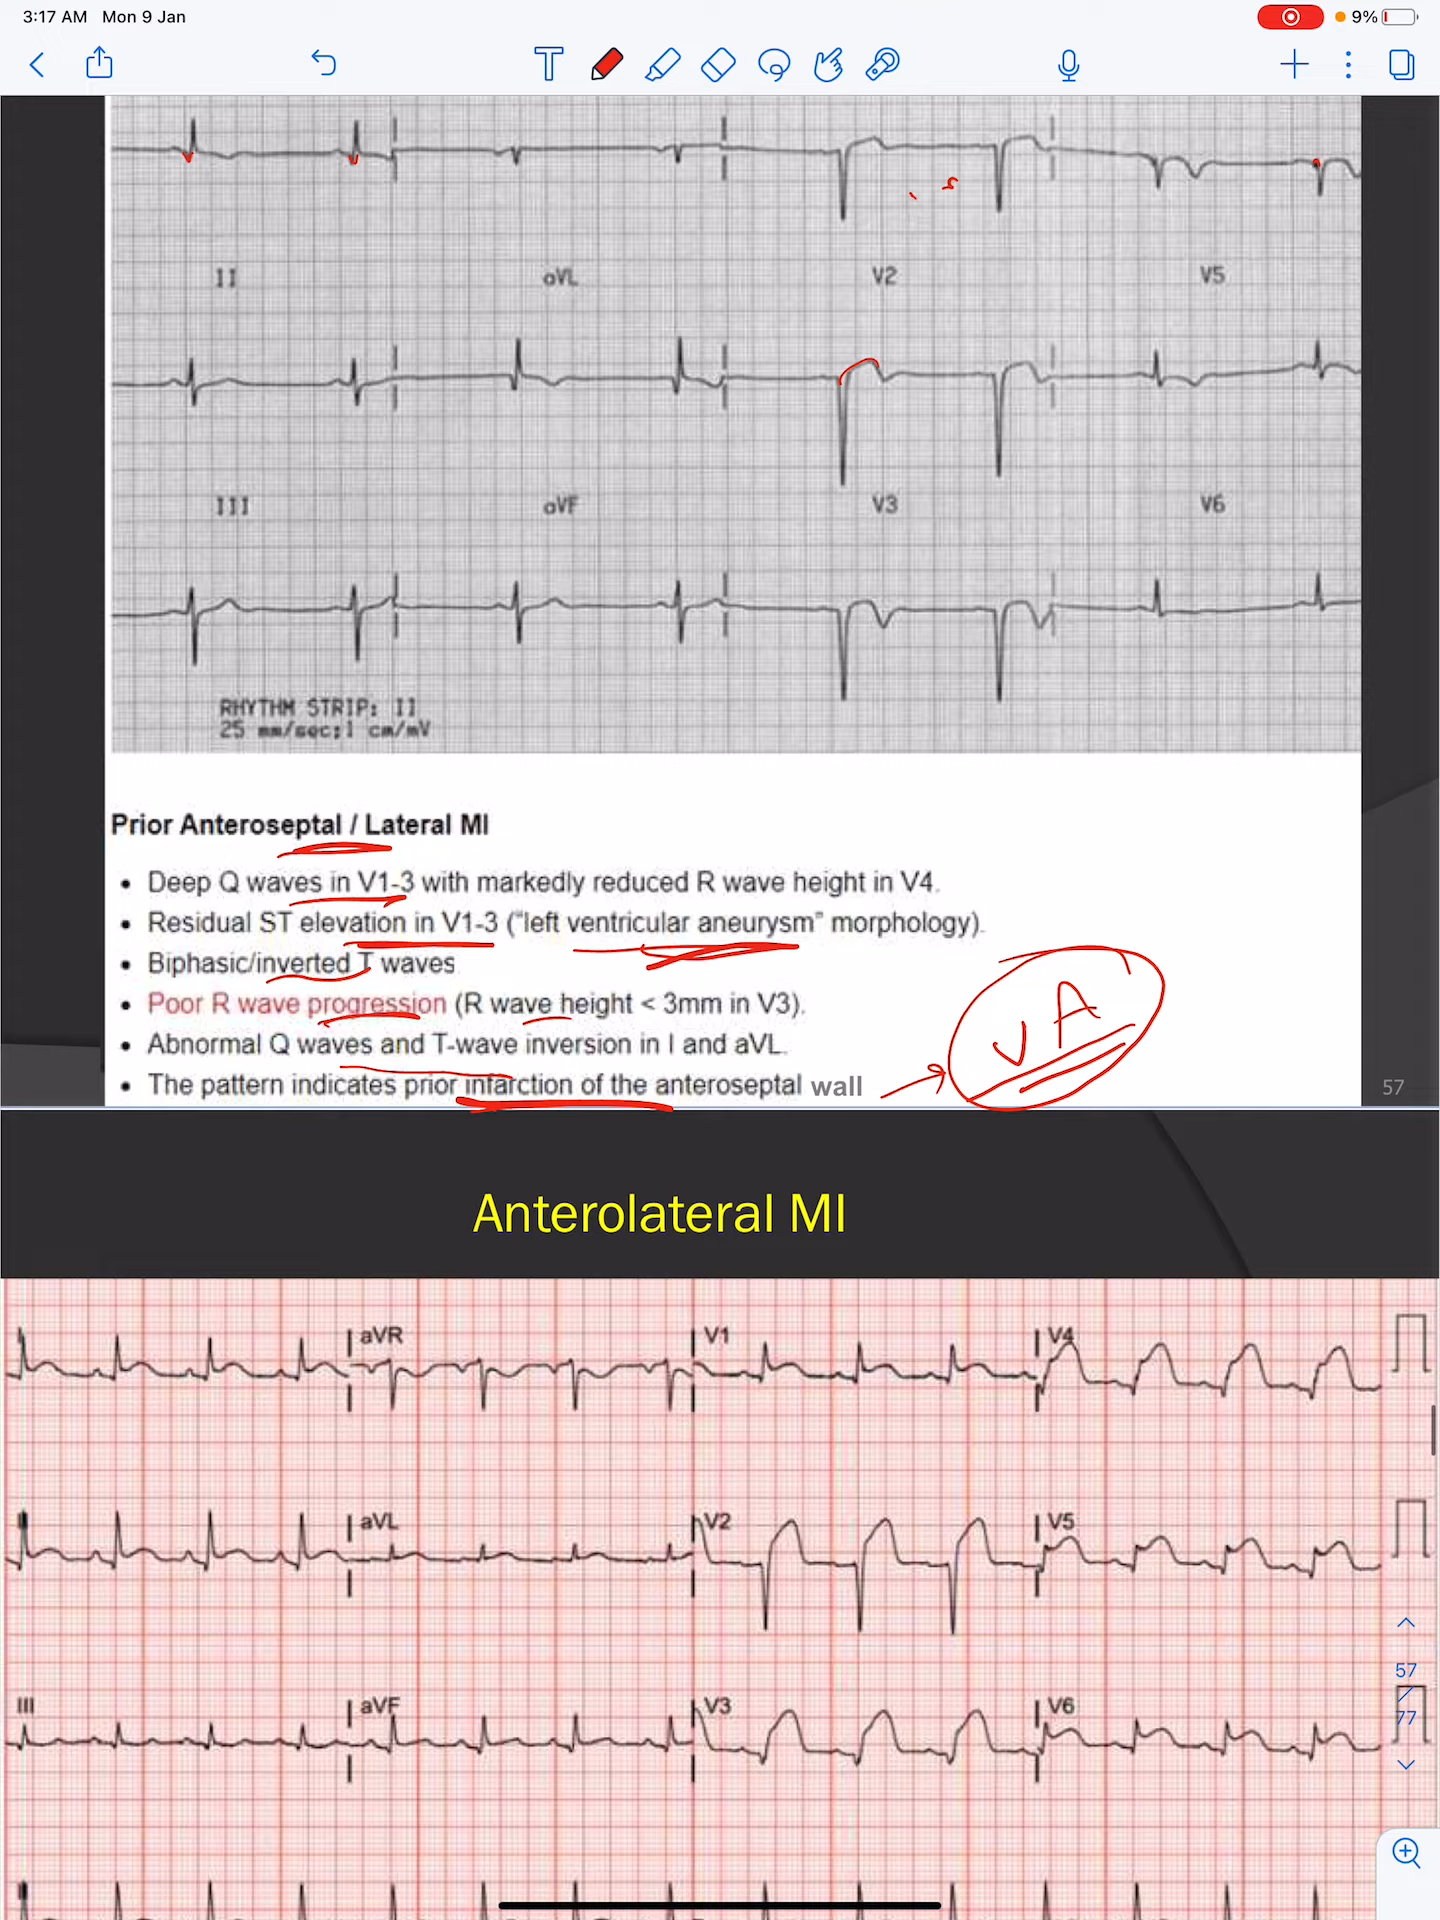 3:17 AM Mon 9 Jan
9%
T
II aVL V2 V5
III aVF V3 V6
RHYTHM STRIP: II
25 mm/sec;1 cm/mV
Prior Anteroseptal / Lateral MI
• Deep Q waves in V1-3 with markedly reduced R wave height in V4.
• Residual ST elevation in V1-3 (“left ventricular aneurysm” morphology).
• Biphasic/inverted T waves
• Poor R wave progression (R wave height < 3mm in V3).
• Abnormal Q waves and T-wave inversion in I and aVL.
• The pattern indicates prior infarction of the anteroseptal wall
VA
57
Anterolateral MI
I aVR V1 V4
II aVL V2 V5
III aVF V3 V6
57
/
77
II